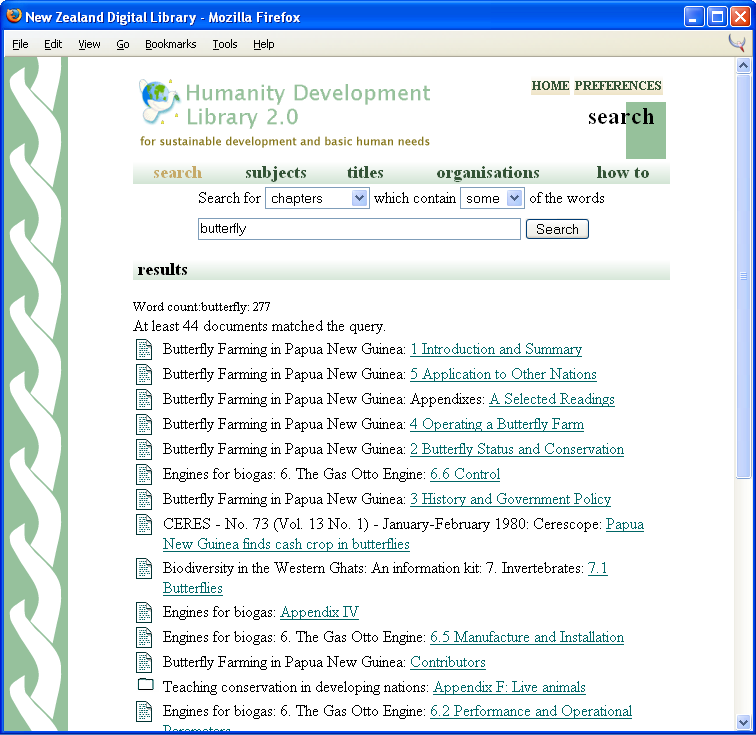 New Zealand Digital Library - Mozilla Firefox
File Edit View Go Bookmarks Tools Help
HOME PREFERENCES
Humanity Development
Library 2.0
search
for sustainable development and basic human needs
search subjects titles organisations how to
Search for chapters which contain some of the words
butterfly Search
results
Word count:butterfly: 277
At least 44 documents matched the query.
Butterfly Farming in Papua New Guinea: 1 Introduction and Summary
Butterfly Farming in Papua New Guinea: 5 Application to Other Nations
Butterfly Farming in Papua New Guinea: Appendixes: A Selected Readings
Butterfly Farming in Papua New Guinea: 4 Operating a Butterfly Farm
Butterfly Farming in Papua New Guinea: 2 Butterfly Status and Conservation
Engines for biogas: 6. The Gas Otto Engine: 6.6 Control
Butterfly Farming in Papua New Guinea: 3 History and Government Policy
CERES - No. 73 (Vol. 13 No. 1) - January-February 1980: Cerescope: Papua
New Guinea finds cash crop in butterflies
Biodiversity in the Western Ghats: An information kit: 7. Invertebrates: 7.1
Butterflies
Engines for biogas: Appendix IV
Engines for biogas: 6. The Gas Otto Engine: 6.5 Manufacture and Installation
Butterfly Farming in Papua New Guinea: Contributors
Teaching conservation in developing nations: Appendix F: Live animals
Engines for biogas: 6. The Gas Otto Engine: 6.2 Performance and Operational